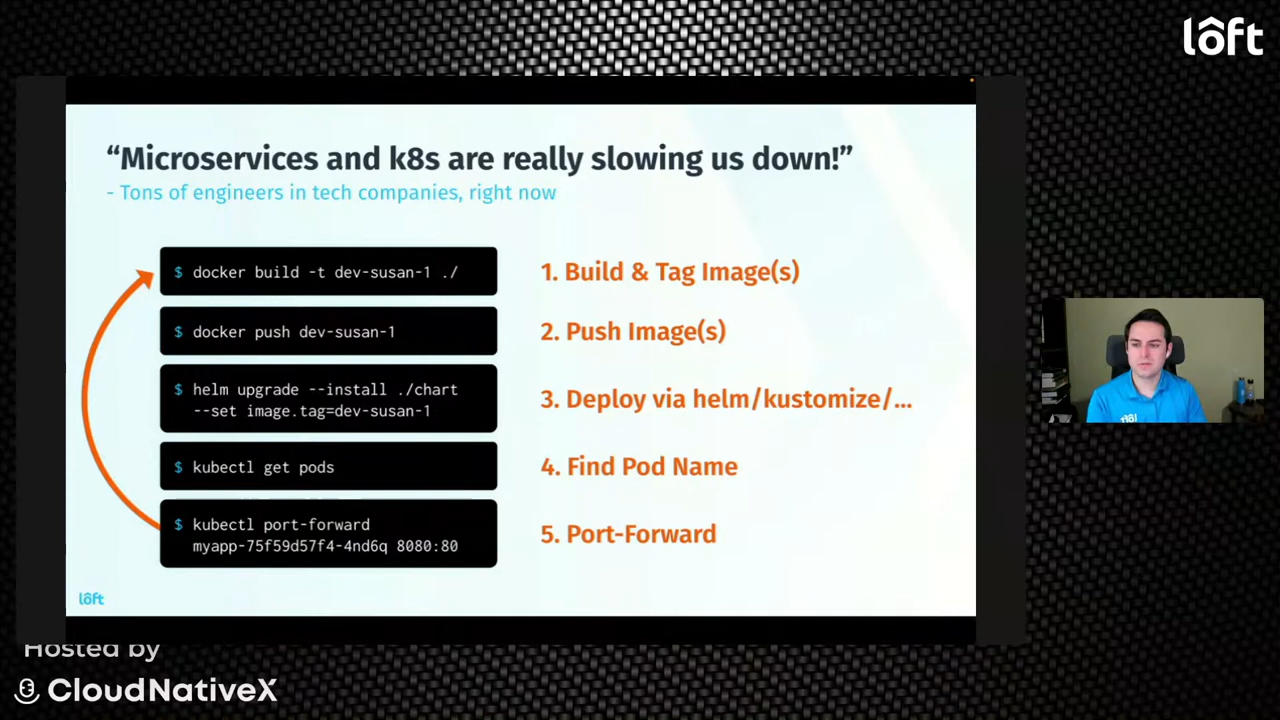 loft
“Microservices and k8s are really slowing us down!”
- Tons of engineers in tech companies, right now
$ docker build -t dev-susan-1 ./
1. Build & Tag Image(s)
$ docker push dev-susan-1
2. Push Image(s)
$ helm upgrade --install ./chart
--set image.tag=dev-susan-1
3. Deploy via helm/kustomize/...
$ kubectl get pods
4. Find Pod Name
$ kubectl port-forward
myapp-75f59d57f4-4nd6q 8080:80
5. Port-Forward
loft
Hosted by
CloudNativeX